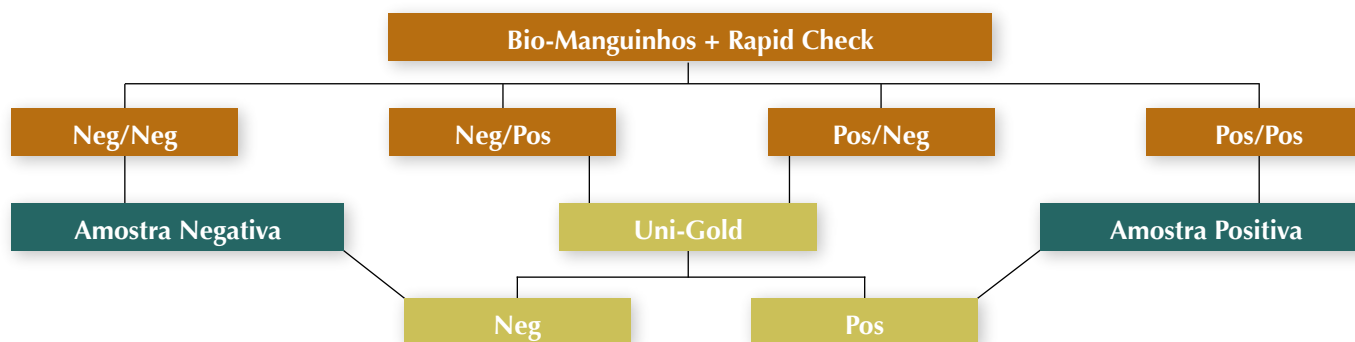 Bio-Manguinhos + Rapid Check
Neg/Neg
Neg/Pos
Pos/Neg
Pos/Pos
Amostra Negativa
Uni-Gold
Amostra Positiva
Neg
Pos